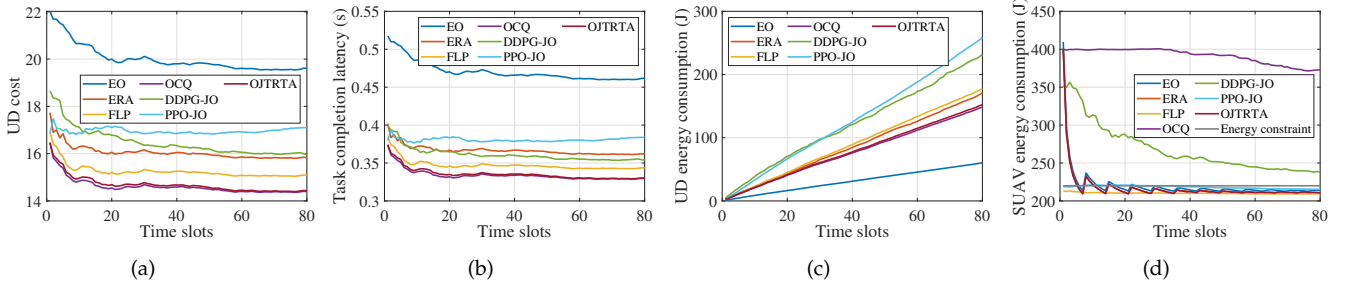 UD cost
22
20
18
16
14
0 20 40 60 80
Time slots
EO OCQ OJTRTA
ERA DDPG-JO
FLP PPO-JO
(a)
Task completion latency (s)
0.5
0.45
0.4
0.35
0.3
0 20 40 60 80
Time slots
EO OCQ OJTRTA
ERA DDPG-JO
FLP PPO-JO
(b)
UD energy consumption (J)
300
200
100
0
0 20 40 60 80
Time slots
EO OCQ OJTRTA
ERA DDPG-JO
FLP PPO-JO
(c)
SUAV energy consumption (J)
450
400
350
300
250
200
0 20 40 60 80
Time slots
EO DDPG-JO
ERA PPO-JO
FLP OJTRTA
OCQ Energy constraint
(d)